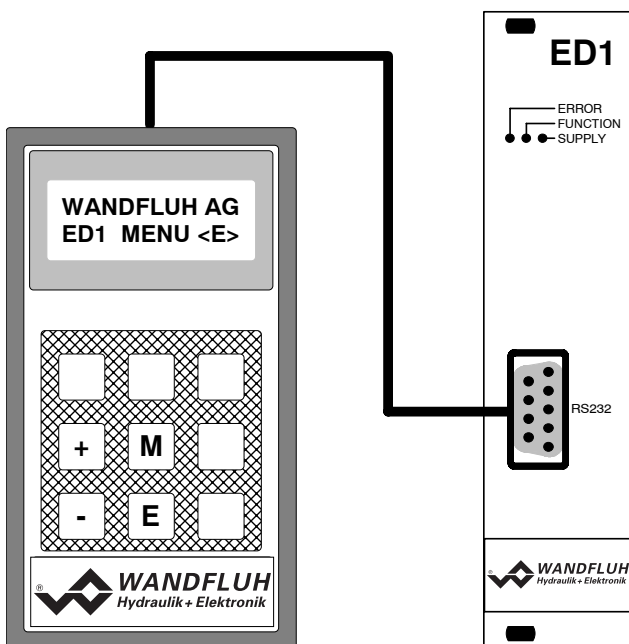 WANDFLUH AG
ED1 MENU <E>
+
M
-
E
® WANDFLUH
Hydraulik + Elektronik
ED1
ERROR
FUNCTION
SUPPLY
RS232
® WANDFLUH
Hydraulik + Elektronik